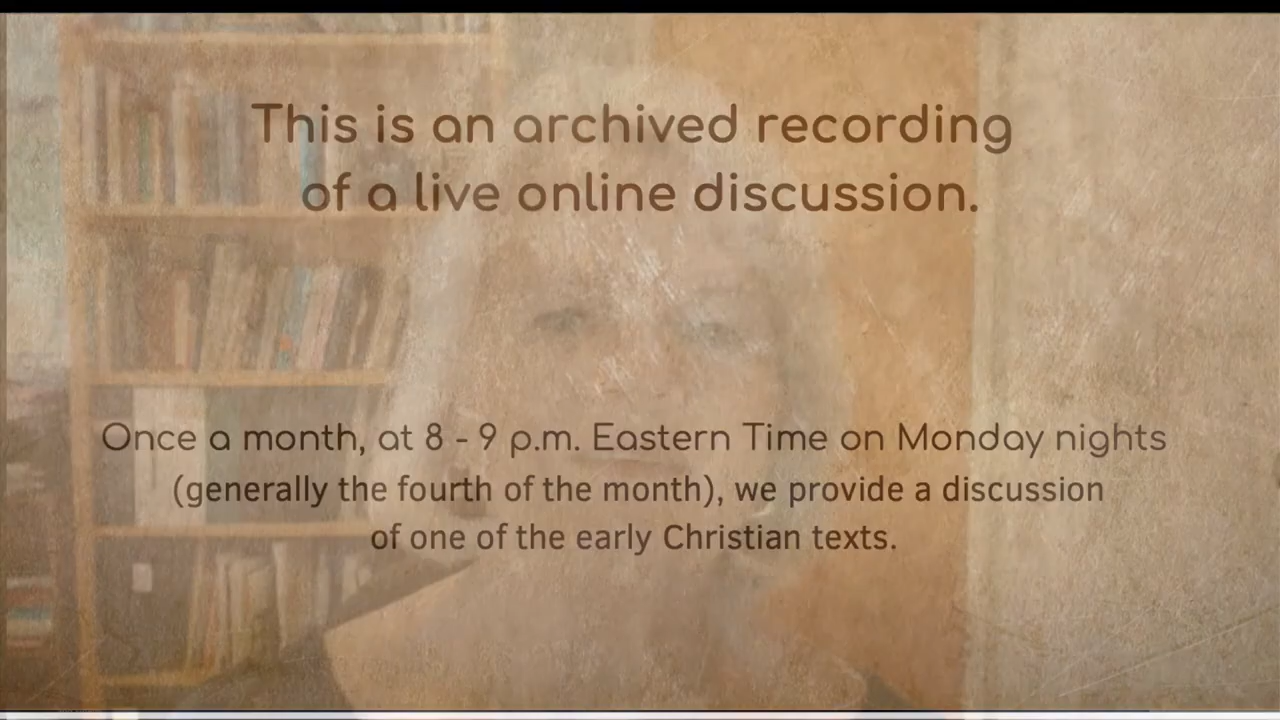 This is an archived recording
of a live online discussion.
Once a month, at 8 - 9 p.m. Eastern Time on Monday nights
(generally the fourth of the month), we provide a discussion
of one of the early Christian texts.